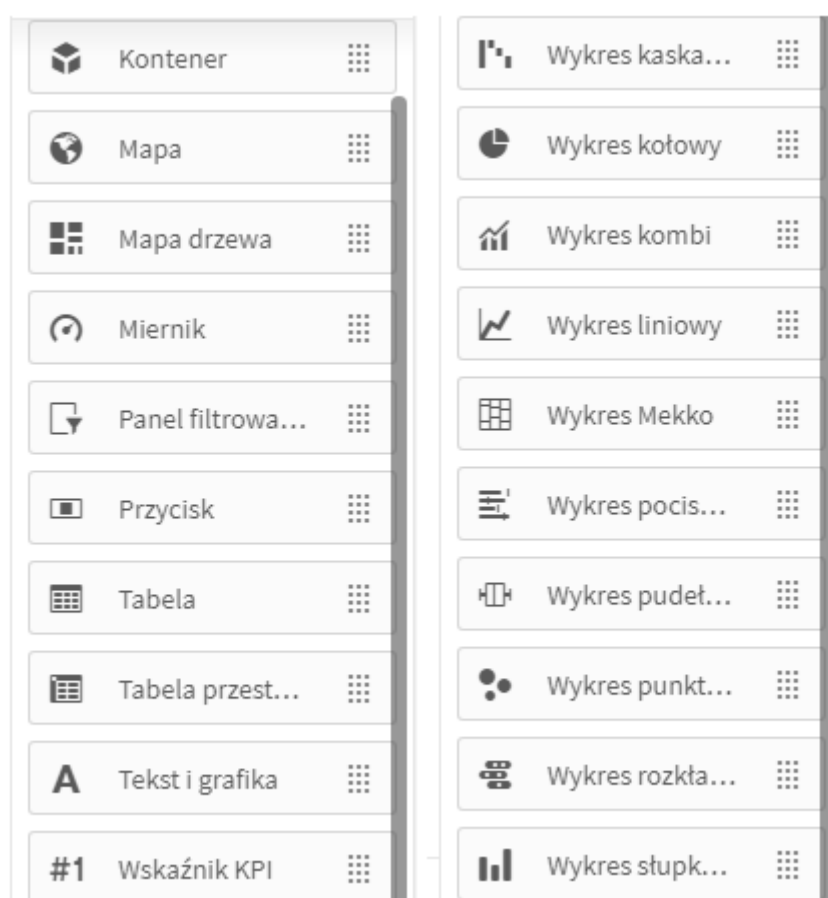 Kontener
Mapa
Mapa drzewa
Miernik
Panel filtrowa...
Przycisk
Tabela
Tabela przest...
A Tekst i grafika
#1 Wskaźnik KPI
Wykres kaska...
Wykres kołowy
Wykres kombi
Wykres liniowy
Wykres Mekko
Wykres pocis...
Wykres pudeł...
Wykres punkt...
Wykres rozkła...
Wykres słupk...